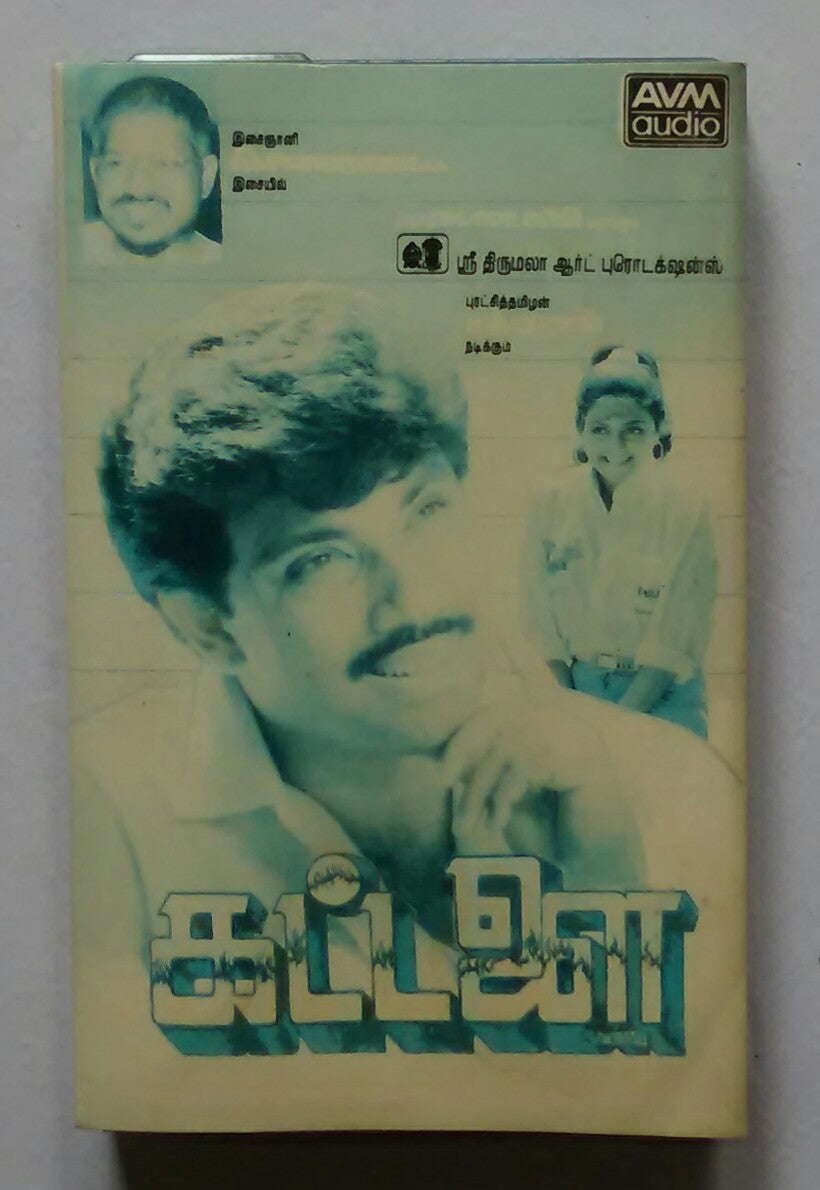 AVM
audio
இசைஞானி
இசையில்
ஸ்ரீ திருமலா ஆர்ட் புரொடக்‌ஷன்ஸ்
புரட்சித்தமிழன்
நடிக்கும்
கட்டளை